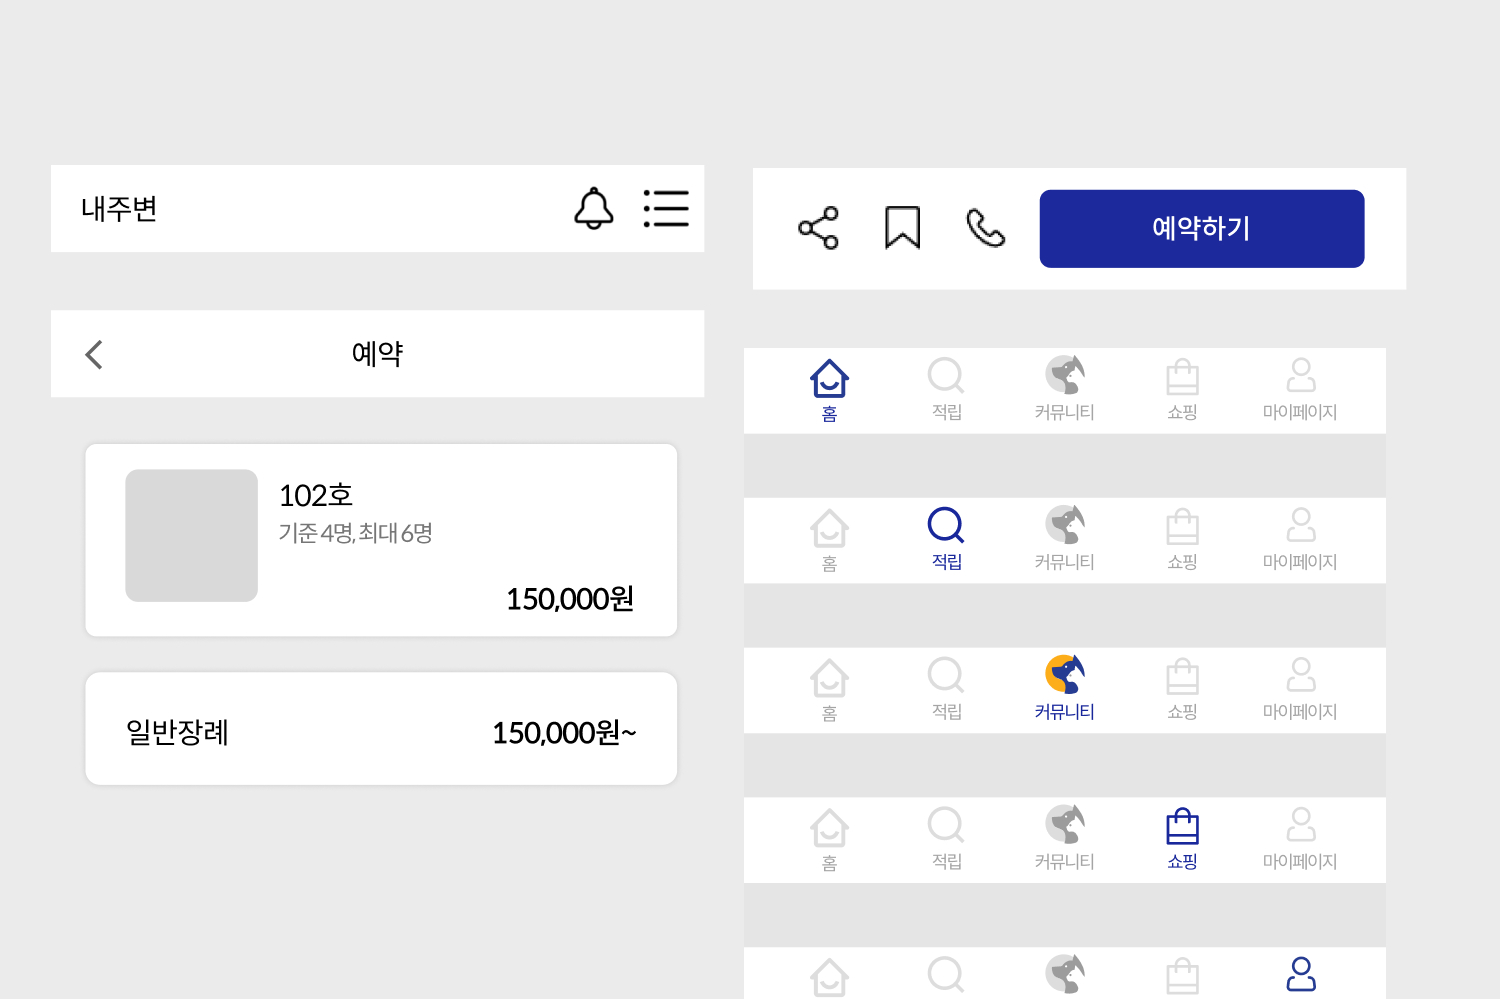 내주변
예약
102호
기준 4명, 최대 6명
150,000원
일반장례 150,000원~
예약하기
홈 적립 커뮤니티 쇼핑 마이페이지
홈 적립 커뮤니티 쇼핑 마이페이지
홈 적립 커뮤니티 쇼핑 마이페이지
홈 적립 커뮤니티 쇼핑 마이페이지